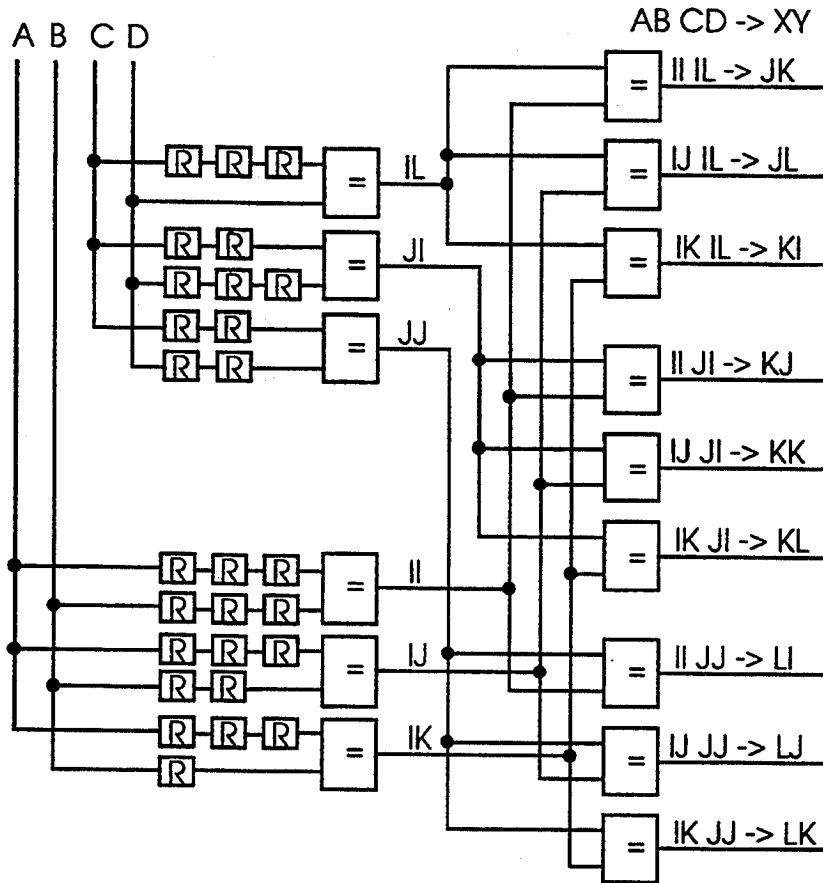 AB CD -> XY
A B C D
= II IL -> JK
R R R = IL
= IJ IL -> JL
R R = JI
= IK IL -> KI
R R R
R R = JJ
R R
= II JI -> KJ
= IJ JI -> KK
= IK JI -> KL
R R R = II
R R R
R R R = IJ
R R
= II JJ -> LI
R R R = IK
R
= IJ JJ -> LJ
= IK JJ -> LK